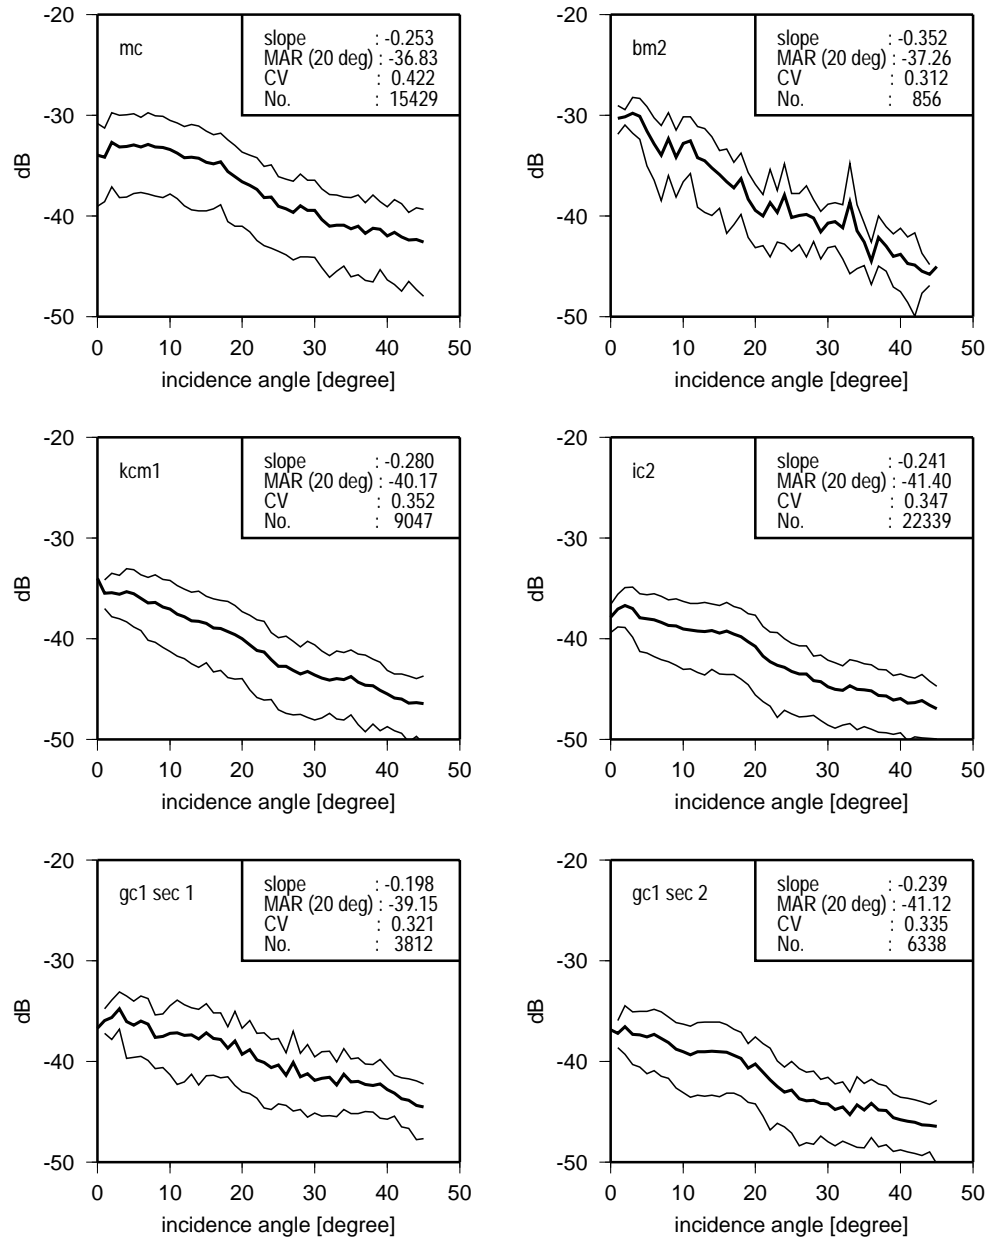 -20
-30
-40
-50
dB
mc
slope : -0.253
MAR (20 deg) : -36.83
CV : 0.422
No. : 15429
0 10 20 30 40 50
incidence angle [degree]
-20
-30
-40
-50
dB
bm2
slope : -0.352
MAR (20 deg) : -37.26
CV : 0.312
No. : 856
0 10 20 30 40 50
incidence angle [degree]
-20
-30
-40
-50
dB
kcm1
slope : -0.280
MAR (20 deg) : -40.17
CV : 0.352
No. : 9047
0 10 20 30 40 50
incidence angle [degree]
-20
-30
-40
-50
dB
ic2
slope : -0.241
MAR (20 deg) : -41.40
CV : 0.347
No. : 22339
0 10 20 30 40 50
incidence angle [degree]
-20
-30
-40
-50
dB
gc1 sec 1
slope : -0.198
MAR (20 deg) : -39.15
CV : 0.321
No. : 3812
0 10 20 30 40 50
incidence angle [degree]
-20
-30
-40
-50
dB
gc1 sec 2
slope : -0.239
MAR (20 deg) : -41.12
CV : 0.335
No. : 6338
0 10 20 30 40 50
incidence angle [degree]